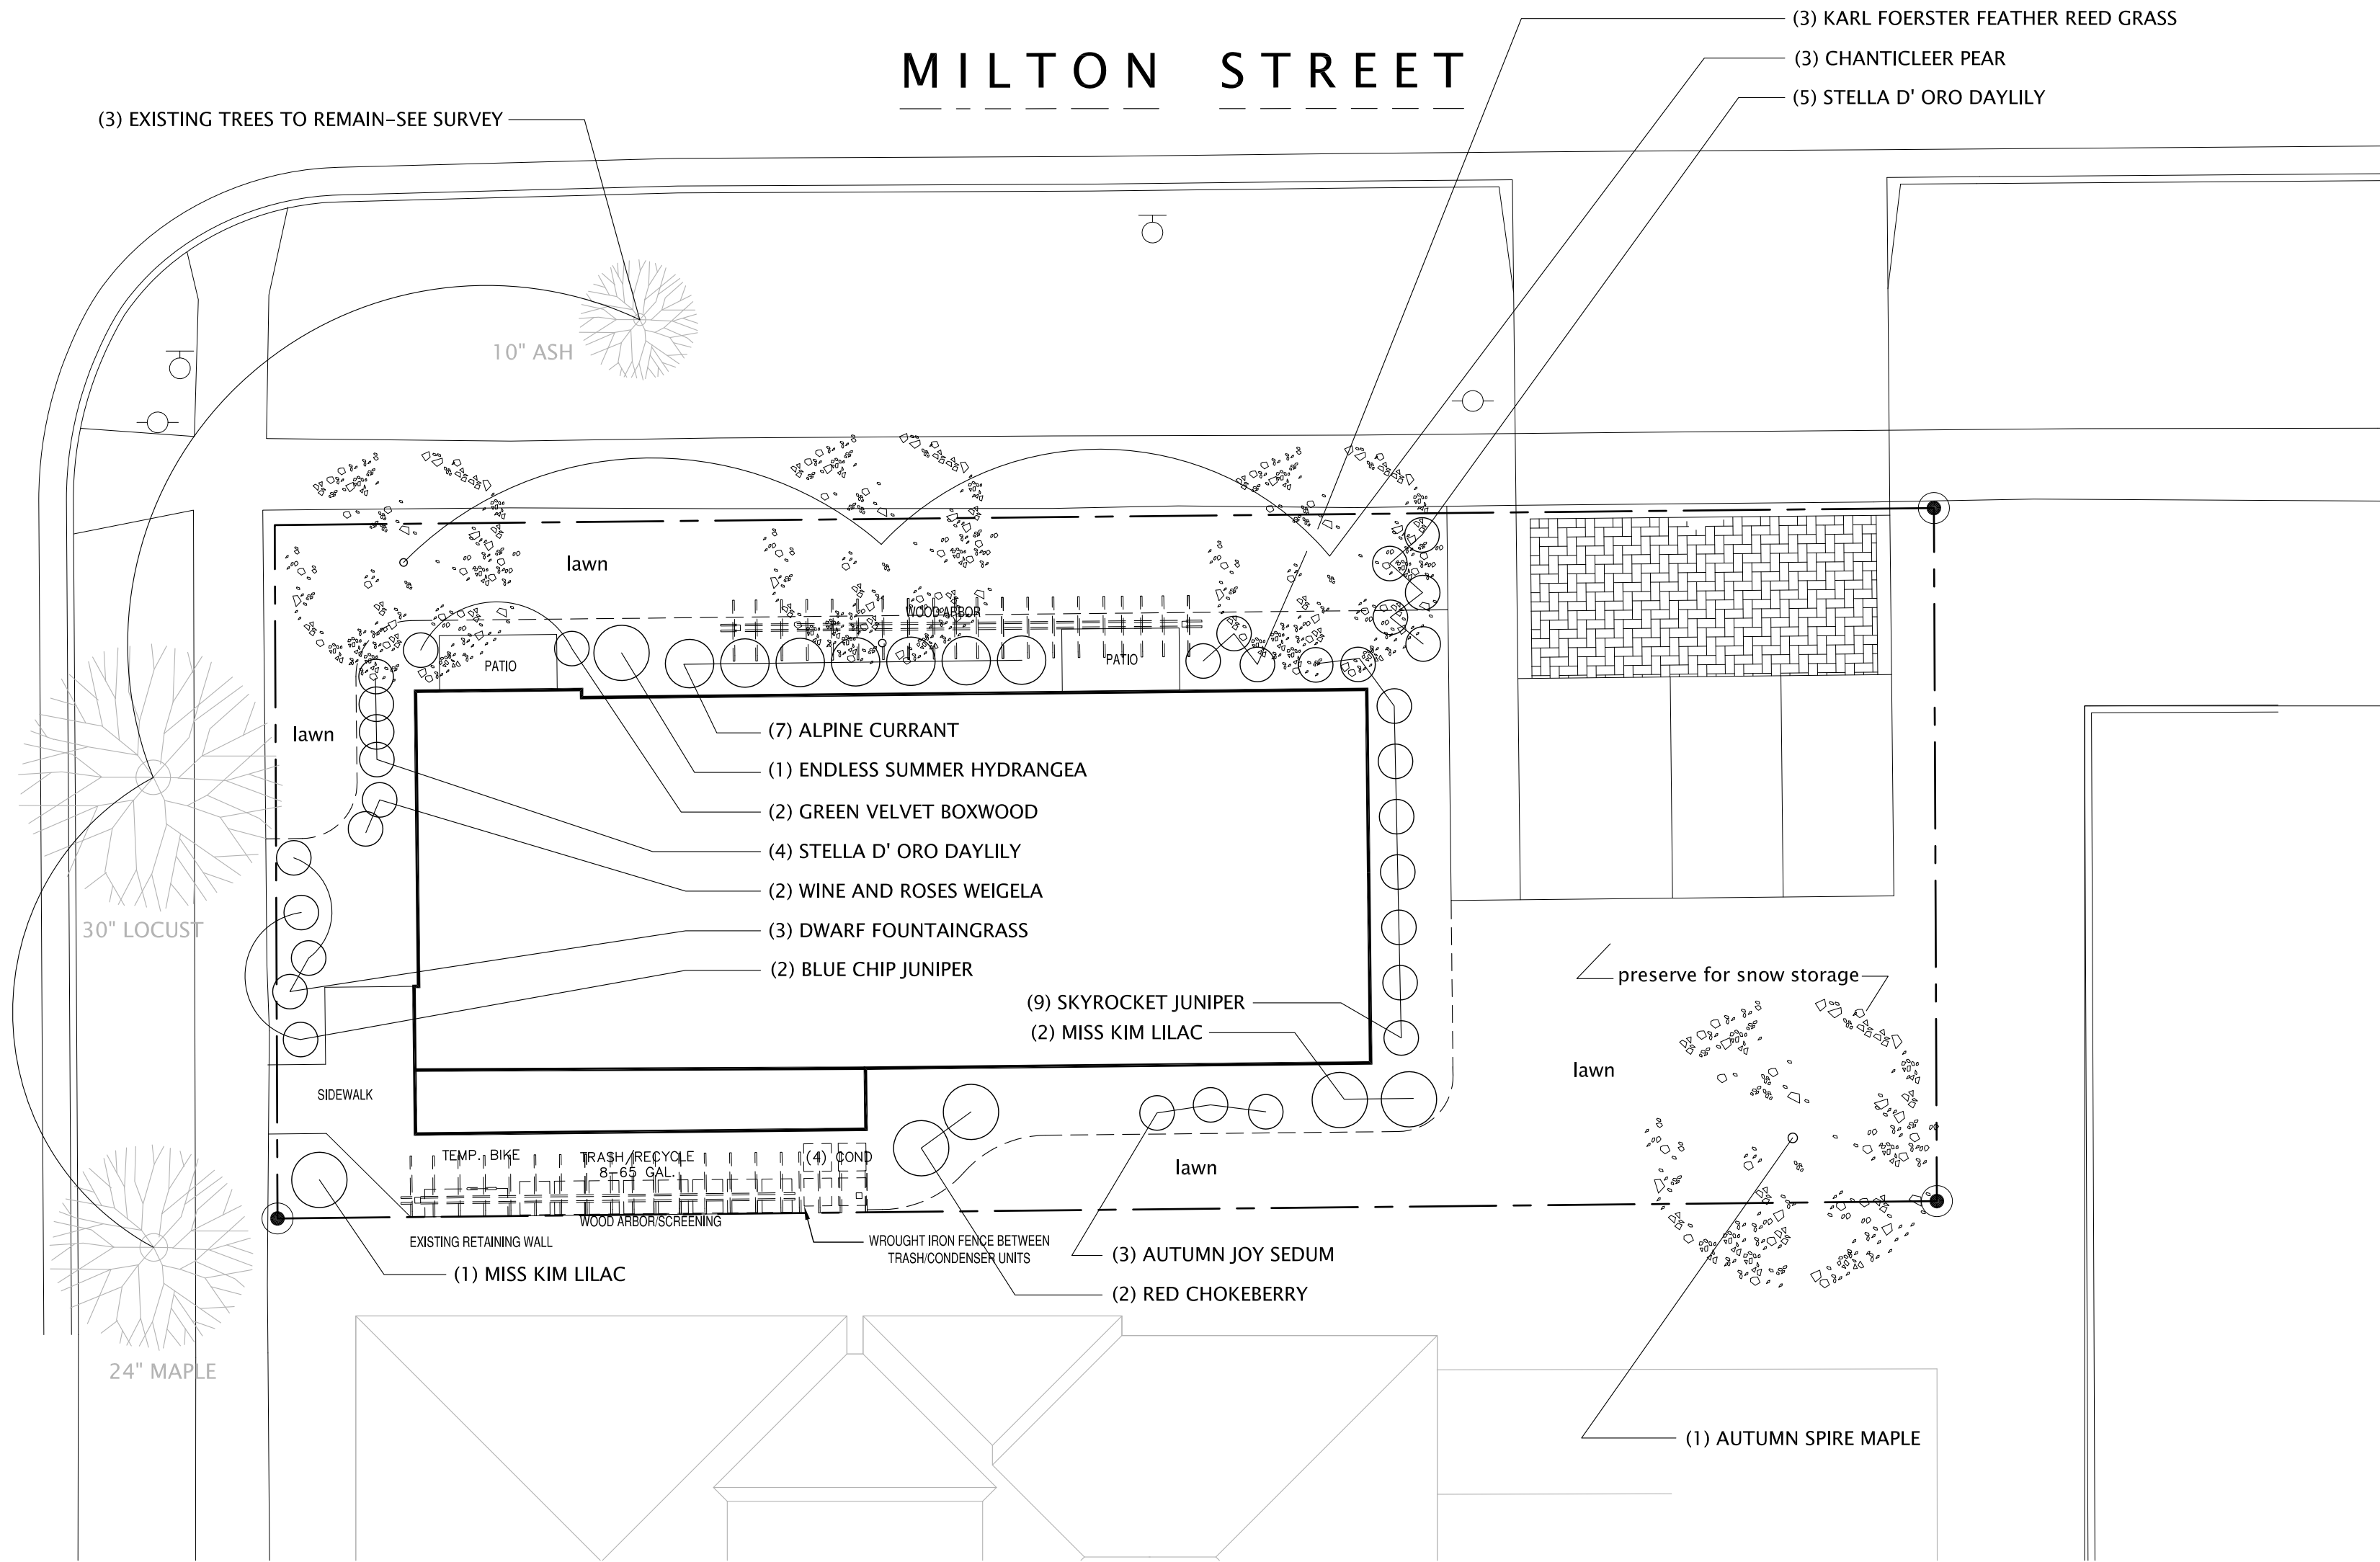 (3) KARL FOERSTER FEATHER REED GRASS
MILTON STREET
(3) CHANTICLEER PEAR
(5) STELLA D' ORO DAYLILY
(3) EXISTING TREES TO REMAIN-SEE SURVEY
10" ASH
lawn
WOOD ARBOR
PATIO
PATIO
lawn
(7) ALPINE CURRANT
(1) ENDLESS SUMMER HYDRANGEA
(2) GREEN VELVET BOXWOOD
(4) STELLA D' ORO DAYLILY
(2) WINE AND ROSES WEIGELA
30" LOCUST
(3) DWARF FOUNTAINGRASS
(2) BLUE CHIP JUNIPER
preserve for snow storage
(9) SKYROCKET JUNIPER
(2) MISS KIM LILAC
lawn
SIDEWALK
TEMP. BIKE
TRASH/RECYCLE
8-65 GAL.
(4) COND
lawn
WOOD ARBOR/SCREENING
EXISTING RETAINING WALL
WROUGHT IRON FENCE BETWEEN
TRASH/CONDENSER UNITS
(3) AUTUMN JOY SEDUM
(1) MISS KIM LILAC
(2) RED CHOKEBERRY
24" MAPLE
(1) AUTUMN SPIRE MAPLE